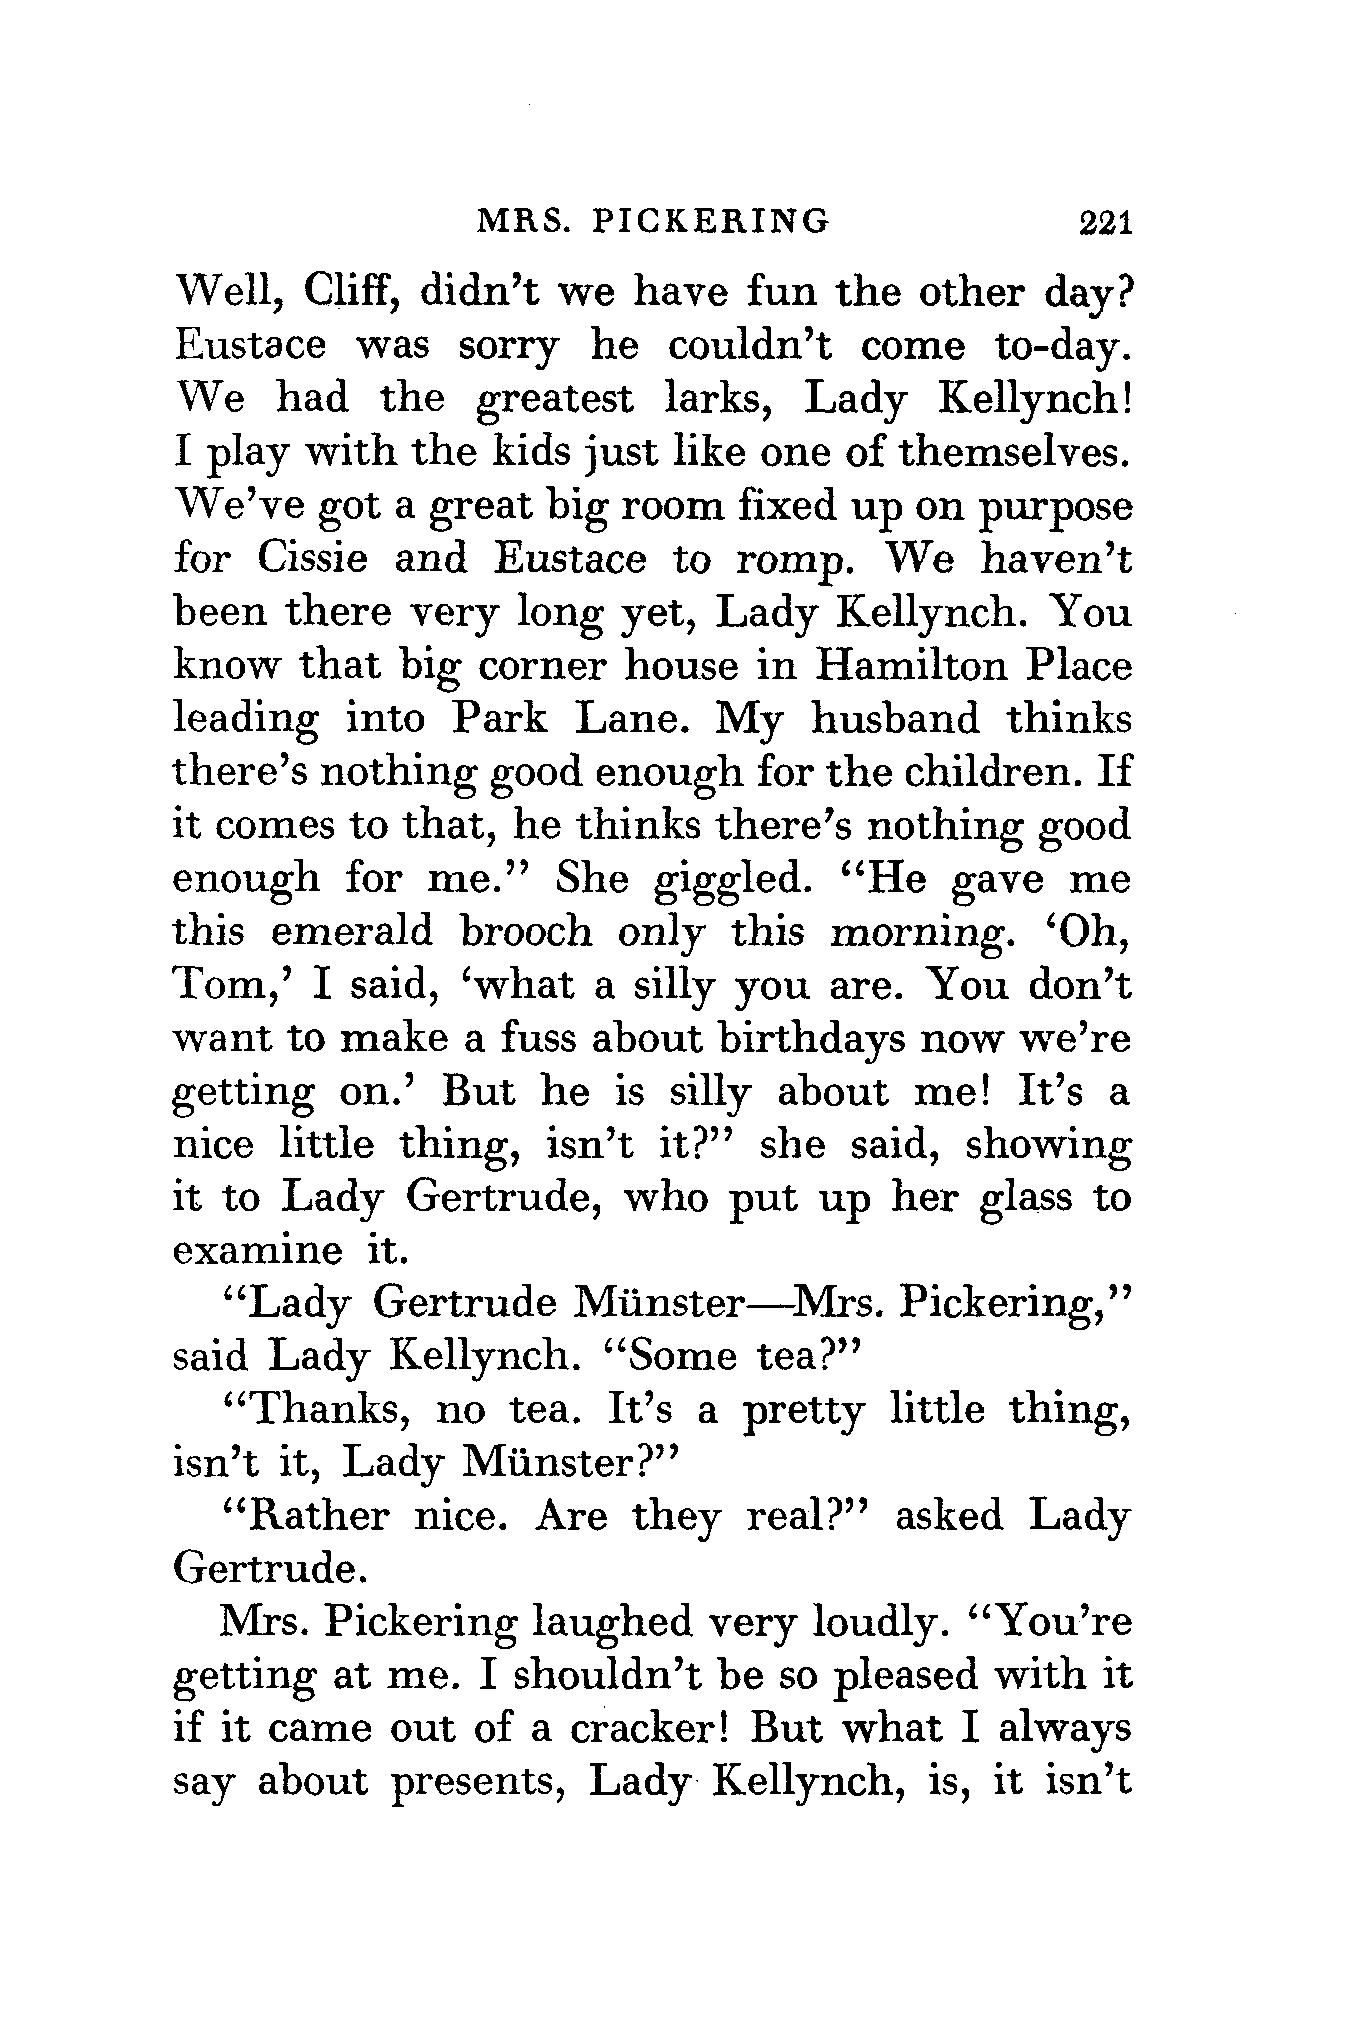 MRS. PICKERING 221
Well, Cliff, didn't we have fun the other day?
Eustace was sorry he couldn't come to-day.
We had the greatest larks, Lady Kellynch!
I play with the kids just like one of themselves.
We've got a great big room fixed up on purpose
for Cissie and Eustace to romp. We haven't
been there very long yet, Lady Kellynch. You
know that big corner house in Hamilton Place
leading into Park Lane. My husband thinks
there's nothing good enough for the children. If
it comes to that, he thinks there's nothing good
enough for me." She giggled. "He gave me
this emerald brooch only this morning. 'Oh,
Tom,' I said, 'what a silly you are. You don't
want to make a fuss about birthdays now we're
getting on.' But he is silly about me! It's a
nice little thing, isn't it?" she said, showing
it to Lady Gertrude, who put up her glass to
examine it.
"Lady Gertrude Münster—Mrs. Pickering,"
said Lady Kellynch. "Some tea?"
"Thanks, no tea. It's a pretty little thing,
isn't it, Lady Münster?"
"Rather nice. Are they real?" asked Lady
Gertrude.
Mrs. Pickering laughed very loudly. "You're
getting at me. I shouldn't be so pleased with it
if it came out of a cracker! But what I always
say about presents, Lady Kellynch, is, it isn't